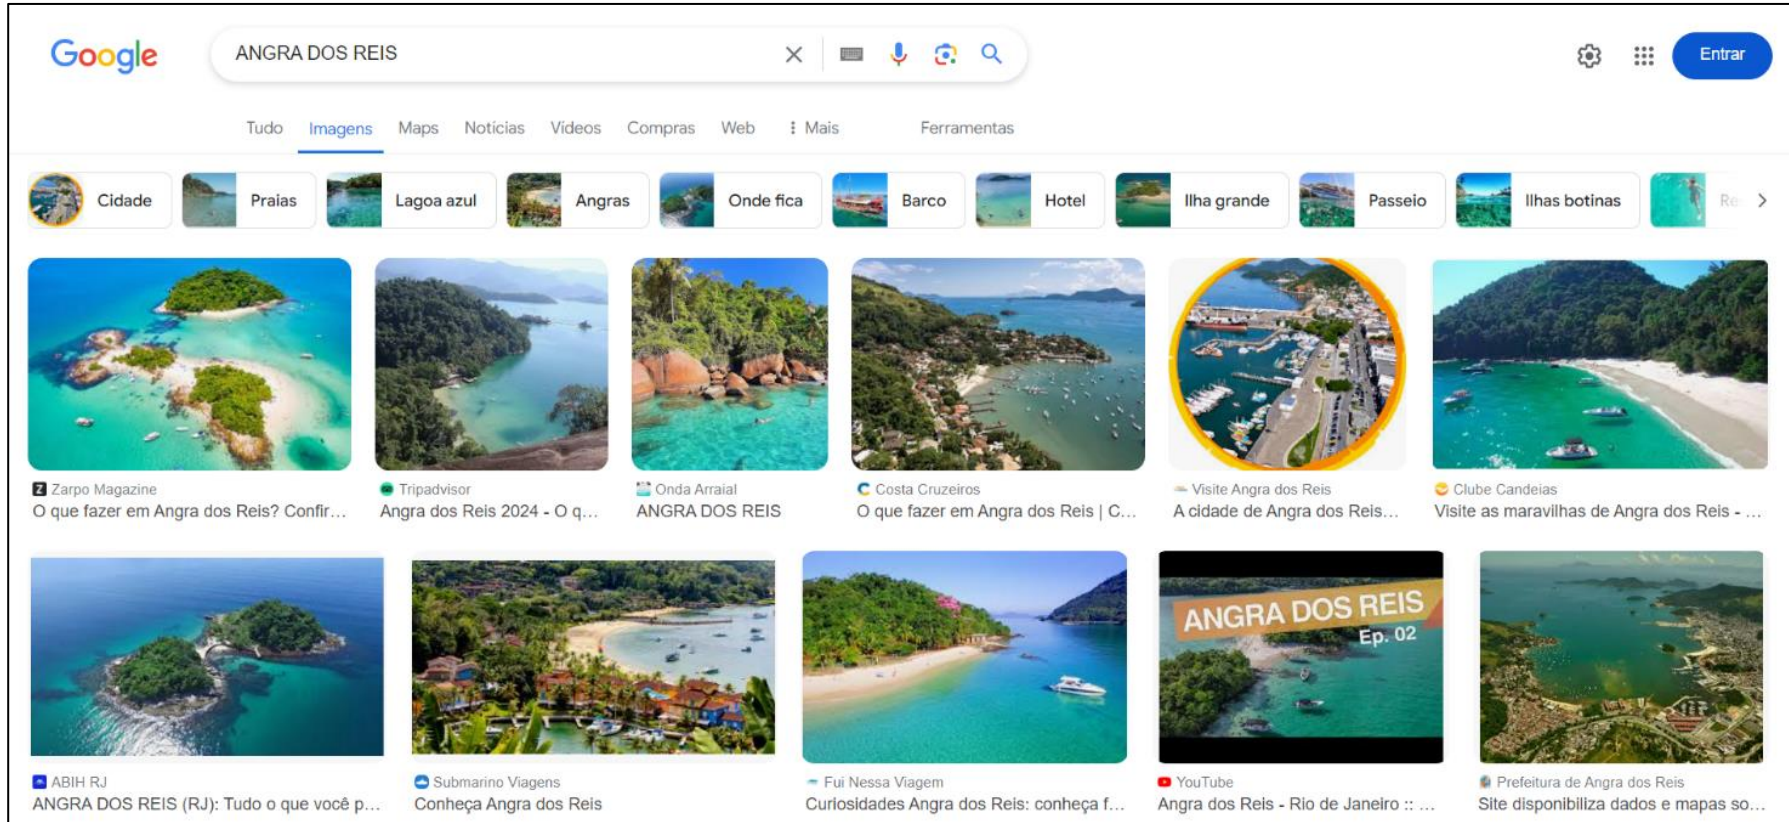 Google
ANGRA DOS REIS
Entrar
Tudo Imagens Maps Notícias Vídeos Compras Web Mais Ferramentas
Cidade Praias Lagoa azul Angras Onde fica Barco Hotel Ilha grande Passeio Ilhas botinas
Zarpo Magazine
O que fazer em Angra dos Reis? Confir...
Tripadvisor
Angra dos Reis 2024 - O q...
Onda Arraial
ANGRA DOS REIS
Costa Cruzeiros
O que fazer em Angra dos Reis | C...
Visite Angra dos Reis
A cidade de Angra dos Reis...
Clube Candeias
Visite as maravilhas de Angra dos Reis - ...
ANGRA DOS REIS
Ep. 02
ABIH RJ
ANGRA DOS REIS (RJ): Tudo o que você p...
Submarino Viagens
Conheça Angra dos Reis
Fui Nessa Viagem
Curiosidades Angra dos Reis: conheça f...
YouTube
Angra dos Reis - Rio de Janeiro :: ...
Prefeitura de Angra dos Reis
Site disponibiliza dados e mapas so...